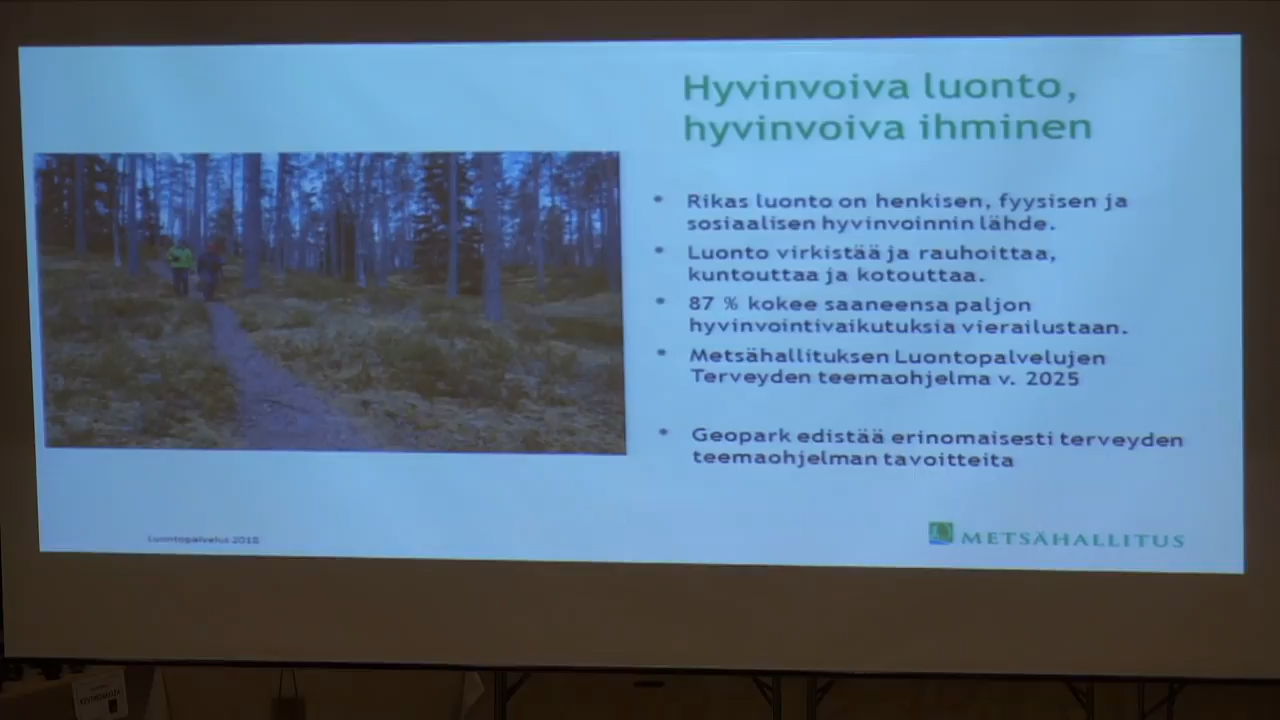 Hyvinvoiva luonto,
hyvinvoiva ihminen
• Rikas luonto on henkisen, fyysisen ja
sosiaalisen hyvinvoinnin lähde.
• Luonto virkistää ja rauhoittaa,
kuntouttaa ja kotouttaa.
• 87 % kokee saaneensa paljon
hyvinvointivaikutuksia vierailustaan.
• Metsähallituksen Luontopalvelujen
Terveyden teemaohjelma v. 2025
• Geopark edistää erinomaisesti terveyden
teemaohjelman tavoitteita
Luontopalvelut 2018
METSÄHALLITUS